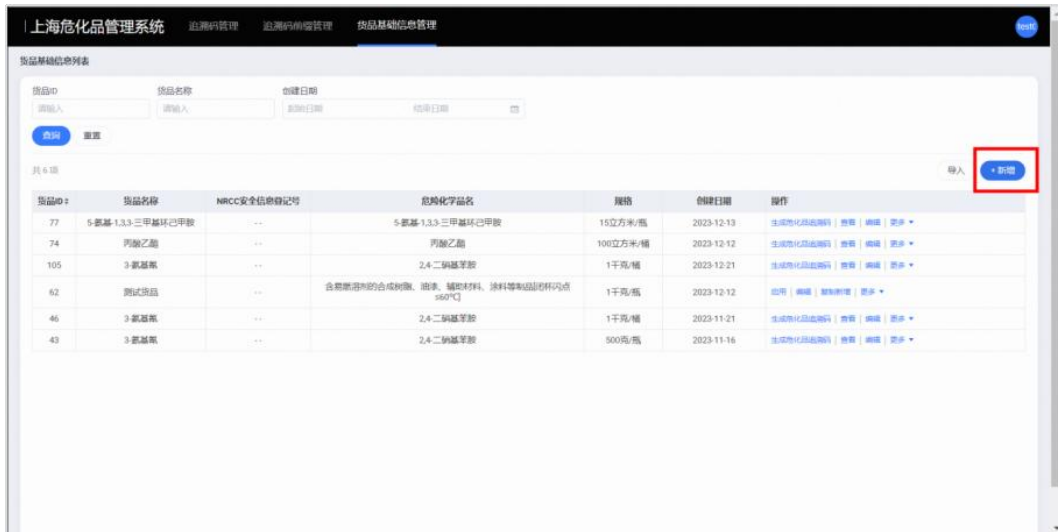 上海危化品管理系统 追溯码管理 追溯码前缀管理 货品基础信息管理 test(
货品基础信息列表
货品ID 货品名称 创建日期
请输入 请输入 起始日期 结束日期
查询 重置
共 6 项 导入 + 新增
货品ID 货品名称 NRCC安全信息登记号 危险化学品名 规格 创建日期 操作
77 5-氨基-1,3,3-三甲基环己甲胺 -- 5-氨基-1,3,3-三甲基环己甲胺 15立方米/瓶 2023-12-13 生成危化品追溯码 | 查看 | 编辑 | 更多
74 丙酸乙酯 -- 丙酸乙酯 100立方米/桶 2023-12-12 生成危化品追溯码 | 查看 | 编辑 | 更多
105 -- 2,4-二硝基苯胺 1千克/桶 2023-12-21 生成危化品追溯码 | 查看 | 编辑 | 更多
62 测试货品 -- 含易燃溶剂的合成树脂、油漆、辅助材料、涂料等制品[闭杯闪点 1千克/瓶 2023-12-12 启用 | 编辑 | 复制新增 | 更多
≤60℃]
46 -- 2,4-二硝基苯胺 1千克/桶 2023-11-21 生成危化品追溯码 | 查看 | 编辑 | 更多
43 -- 2,4-二硝基苯胺 500克/瓶 2023-11-16 生成危化品追溯码 | 查看 | 编辑 | 更多